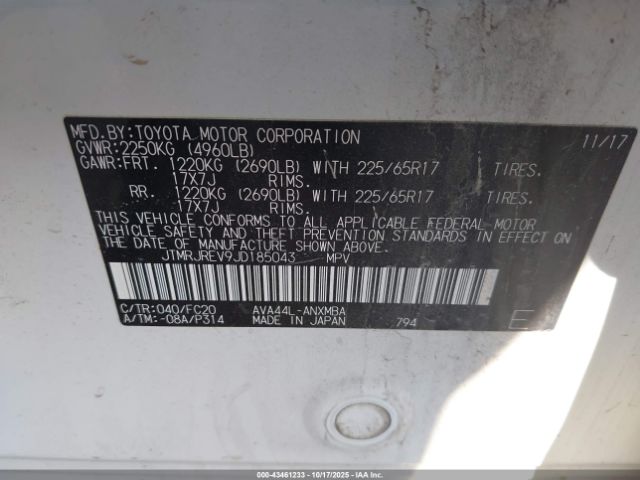 MFD.BY:TOYOTA MOTOR CORPORATION 11/17
GVWR:2250KG (4960LB)
GAWR:FRT. 1220KG (2690LB) WITH 225/65R17 TIRES.
17X7J RIMS.
RR. 1220KG (2690LB) WITH 225/65R17 TIRES.
17X7J RIMS.
THIS VEHICLE CONFORMS TO ALL APPLICABLE FEDERAL MOTOR
VEHICLE SAFETY AND THEFT PREVENTION STANDARDS IN EFFECT ON
THE DATE OF MANUFACTURE SHOWN ABOVE.
JTMRJREV9JD185043 MPV
C/TR:040/FC20 AVA44L-ANXMBA
A/TM:-08A/P314 MADE IN JAPAN 794 E
000-43461233 - 10/17/2025 - IAAI.COM